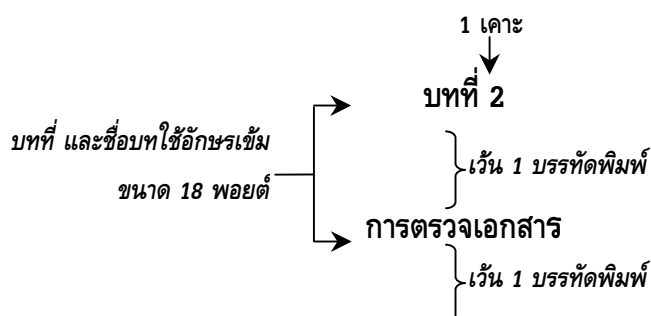 1 เคาะ
บทที่ 2
บทที่ และชื่อบทใช้อักษรเข้ม
ขนาด 18 พอยต์
เว้น 1 บรรทัดพิมพ์
การตรวจเอกสาร
เว้น 1 บรรทัดพิมพ์